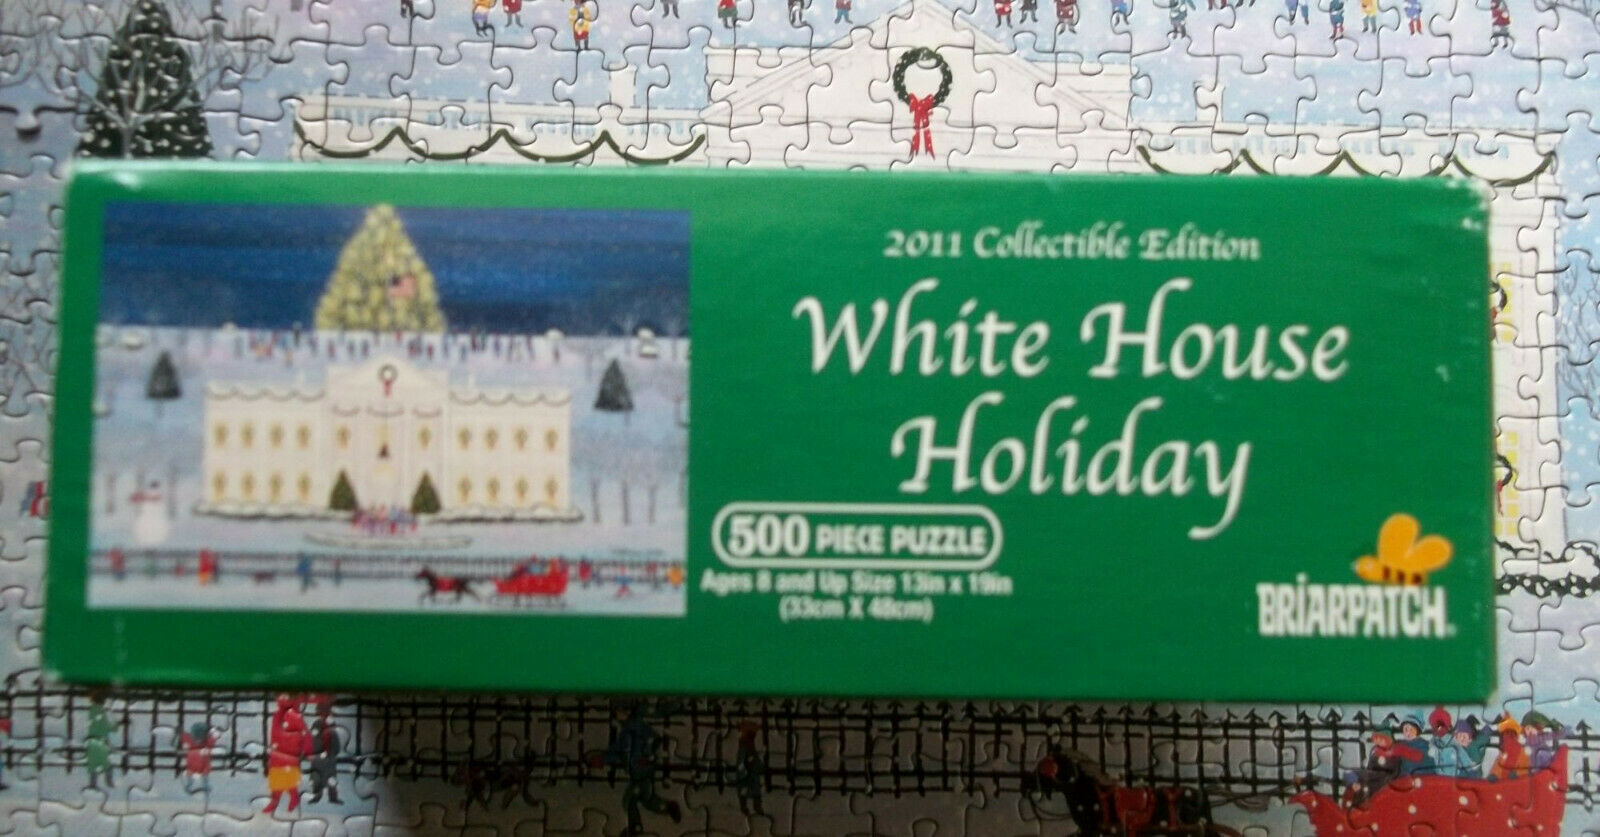 2011 Collectible Edition
White House
Holiday
500 PIECE PUZZLE
Ages 8 and Up Size 13in x 19in
(33cm X 48cm)
BRIARPATCH